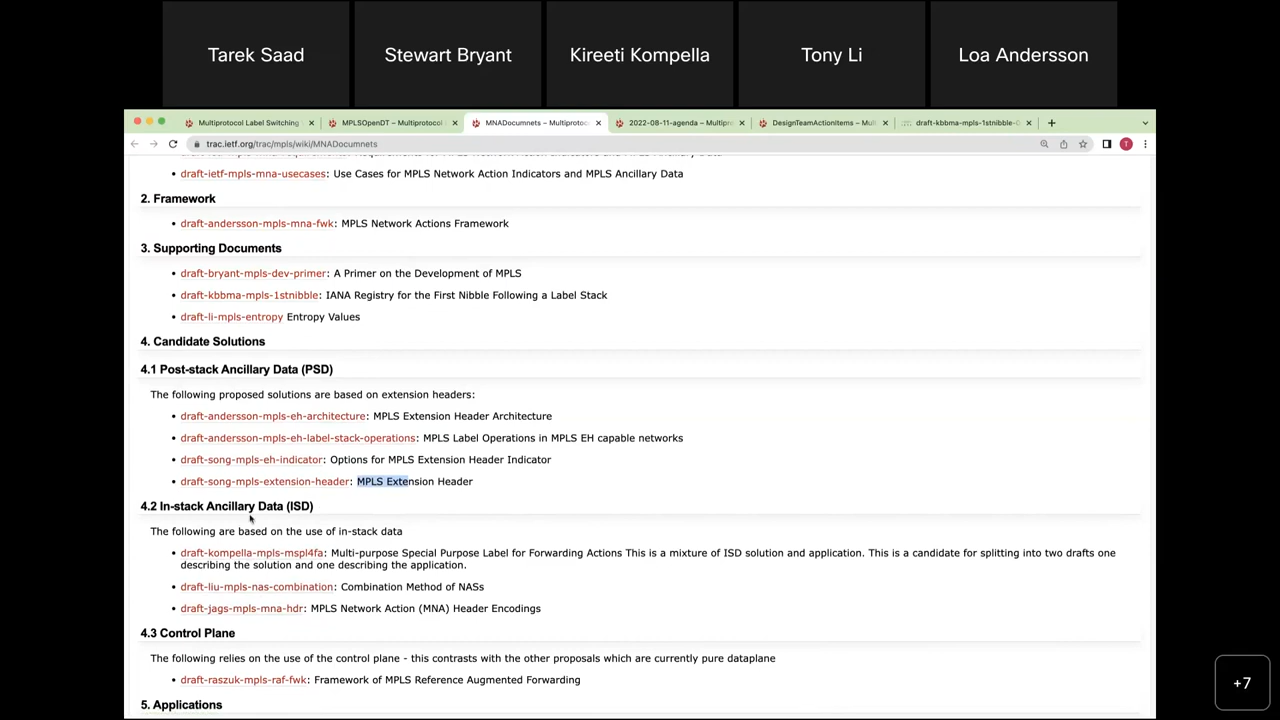 Tarek Saad
Stewart Bryant
Kireeti Kompella
Tony Li
Loa Andersson
Multiprotocol Label Switching
MPLSOpenDT – Multiprotocol
MNADocumnets – Multiprotoc
2022-08-11-agenda – Multipr
DesignTeamActionItems – Mul
draft-kbbma-mpls-1stnibble-0
trac.ietf.org/trac/mpls/wiki/MNADocumnets
T
• draft-ietf-mpls-mna-usecases: Use Cases for MPLS Network Action Indicators and MPLS Ancillary Data
2. Framework
• draft-andersson-mpls-mna-fwk: MPLS Network Actions Framework
3. Supporting Documents
• draft-bryant-mpls-dev-primer: A Primer on the Development of MPLS
• draft-kbbma-mpls-1stnibble: IANA Registry for the First Nibble Following a Label Stack
• draft-li-mpls-entropy Entropy Values
4. Candidate Solutions
4.1 Post-stack Ancillary Data (PSD)
The following proposed solutions are based on extension headers:
• draft-andersson-mpls-eh-architecture: MPLS Extension Header Architecture
• draft-andersson-mpls-eh-label-stack-operations: MPLS Label Operations in MPLS EH capable networks
• draft-song-mpls-eh-indicator: Options for MPLS Extension Header Indicator
• draft-song-mpls-extension-header: MPLS Extension Header
4.2 In-stack Ancillary Data (ISD)
The following are based on the use of in-stack data
• draft-kompella-mpls-mspl4fa: Multi-purpose Special Purpose Label for Forwarding Actions This is a mixture of ISD solution and application. This is a candidate for splitting into two drafts one
describing the solution and one describing the application.
• draft-liu-mpls-nas-combination: Combination Method of NASs
• draft-jags-mpls-mna-hdr: MPLS Network Action (MNA) Header Encodings
4.3 Control Plane
The following relies on the use of the control plane - this contrasts with the other proposals which are currently pure dataplane
• draft-raszuk-mpls-raf-fwk: Framework of MPLS Reference Augmented Forwarding
5. Applications
+7